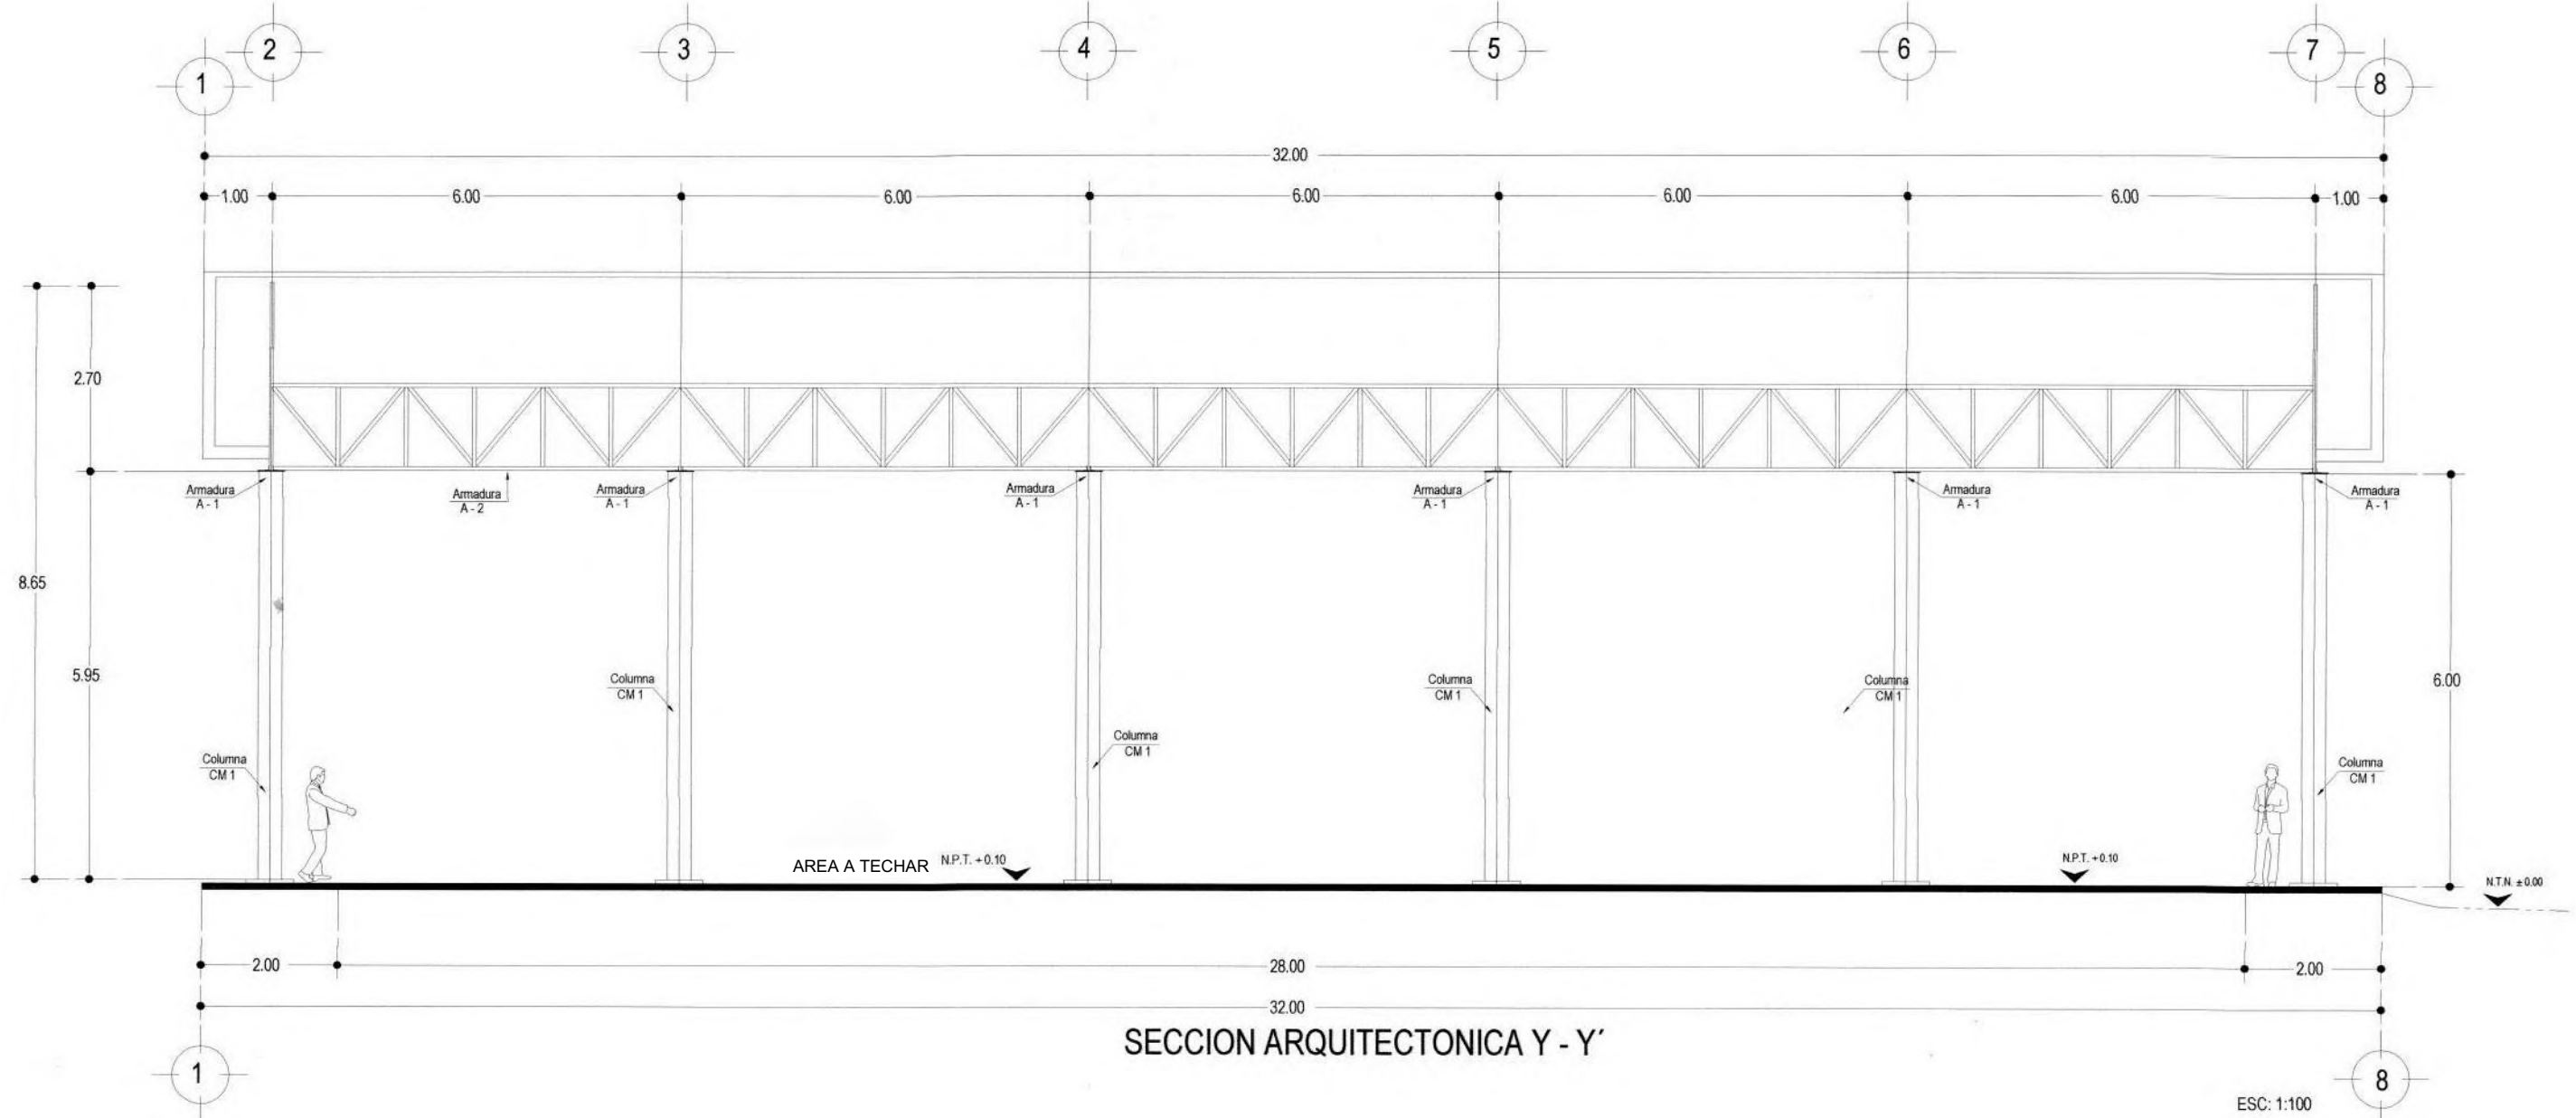 2
3
4
5
6
7
1
8
32.00
1.00
6.00
6.00
6.00
6.00
6.00
1.00
2.70
Armadura
A - 1
Armadura
A - 2
Armadura
A - 1
Armadura
A - 1
Armadura
A - 1
Armadura
A - 1
Armadura
A - 1
8.65
5.95
6.00
Columna
CM 1
Columna
CM 1
Columna
CM 1
Columna
CM 1
Columna
CM 1
Columna
CM 1
AREA A TECHAR
N.P.T. + 0.10
N.P.T. + 0.10
N.T.N. ± 0.00
2.00
28.00
2.00
32.00
SECCION ARQUITECTONICA Y - Y´
1
8
ESC: 1:100